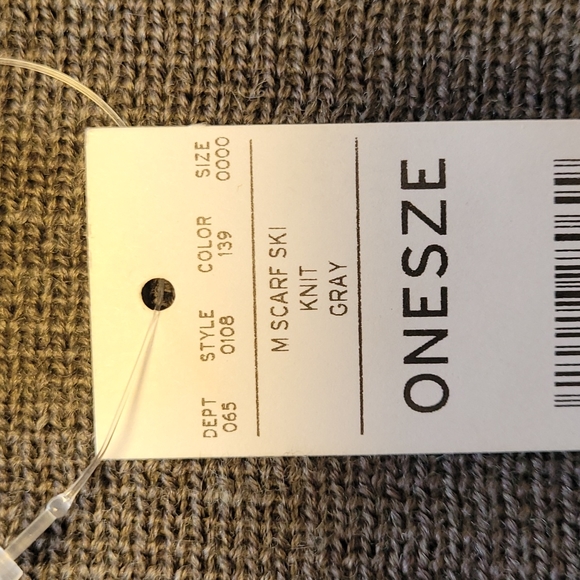 DEPT STYLE COLOR SIZE
065 0108 139 0000
M SCARF SKI
KNIT
GRAY
ONESZE